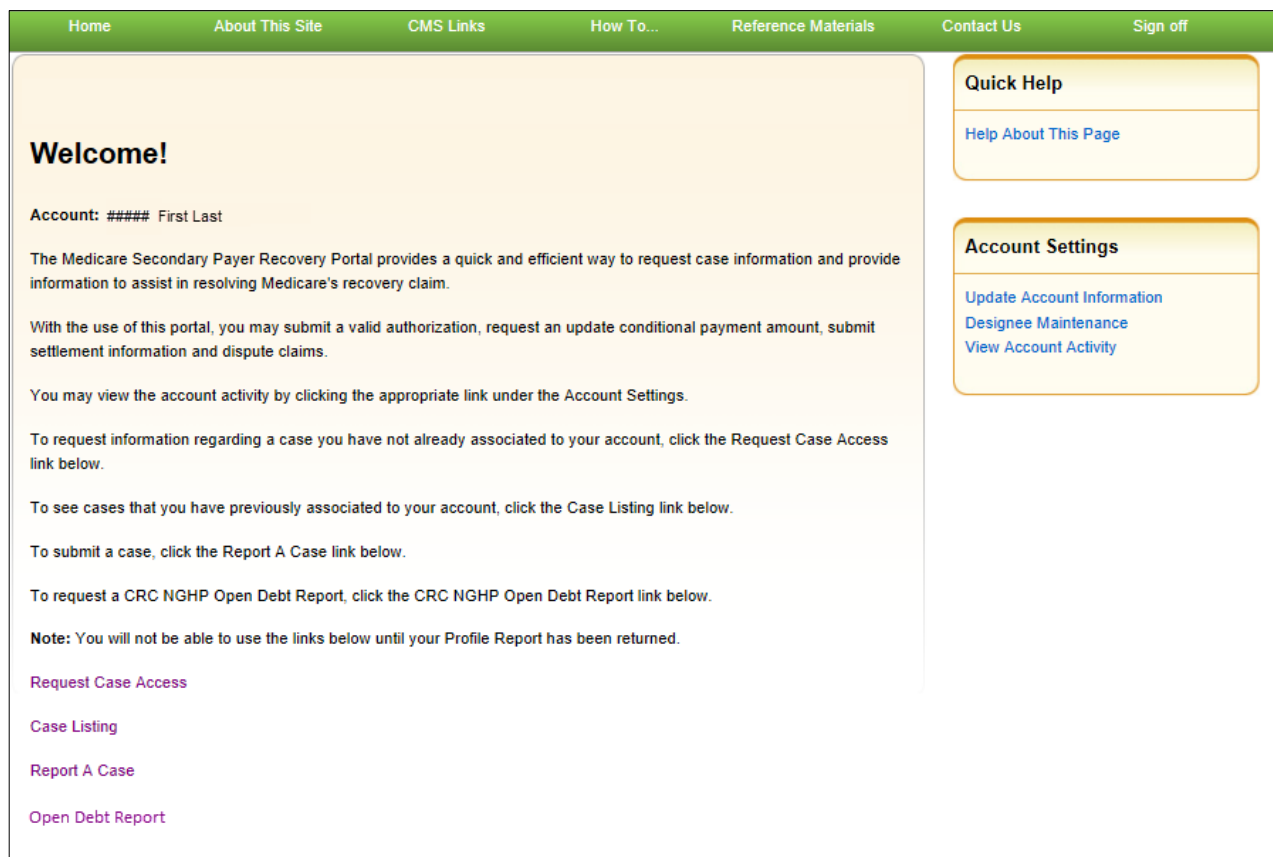 Home About This Site CMS Links How To... Reference Materials Contact Us Sign off
Welcome!
Account: ##### First Last
The Medicare Secondary Payer Recovery Portal provides a quick and efficient way to request case information and provide
information to assist in resolving Medicare's recovery claim.
With the use of this portal, you may submit a valid authorization, request an update conditional payment amount, submit
settlement information and dispute claims.
You may view the account activity by clicking the appropriate link under the Account Settings.
To request information regarding a case you have not already associated to your account, click the Request Case Access
link below.
To see cases that you have previously associated to your account, click the Case Listing link below.
To submit a case, click the Report A Case link below.
To request a CRC NGHP Open Debt Report, click the CRC NGHP Open Debt Report link below.
Note: You will not be able to use the links below until your Profile Report has been returned.
Request Case Access
Case Listing
Report A Case
Open Debt Report
Quick Help
Help About This Page
Account Settings
Update Account Information
Designee Maintenance
View Account Activity